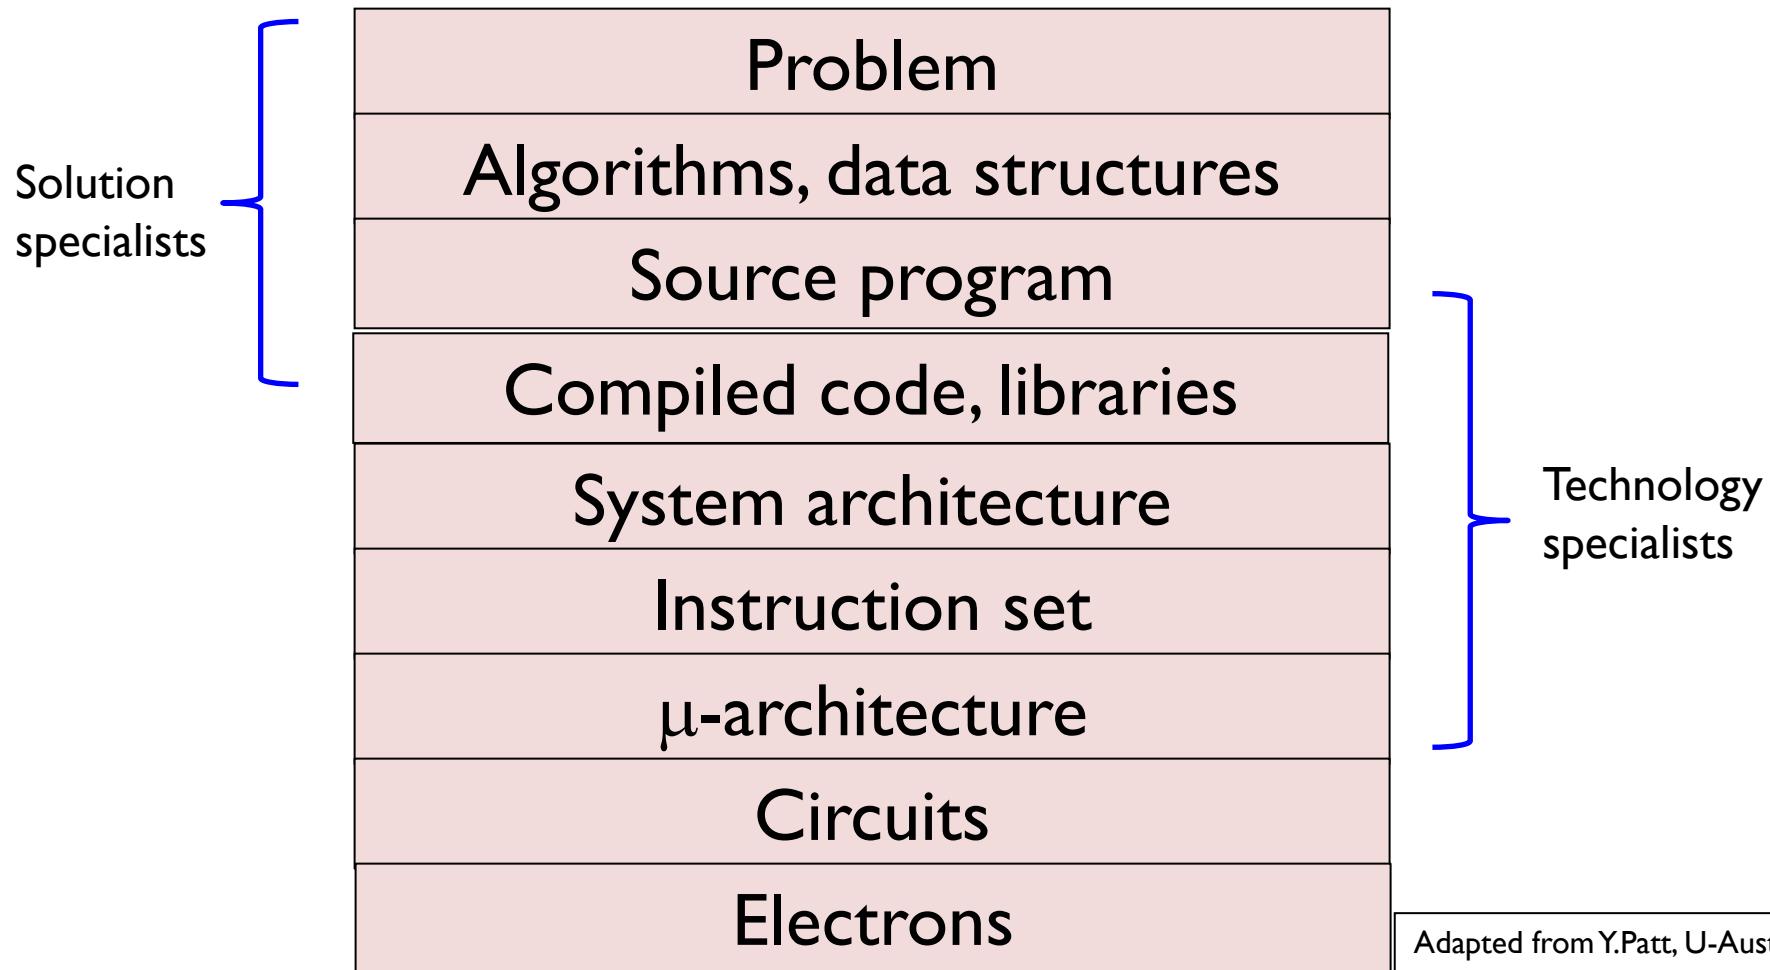 Problem
Algorithms, data structures
Source program
Compiled code, libraries
System architecture
Instruction set
μ-architecture
Circuits
Electrons
Solution
specialists
Technology
specialists
Adapted from Y.Patt, U-Aust